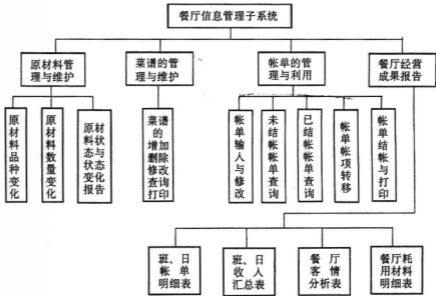 餐厅信息管理子系统
原材料管
理与维护
菜谱的管
理与维护
帐单的管
理与利用
餐厅经营
成果报告
原材料品种变化
原材料数量变化
原材
料状
态与
状态
变化
报告
菜谱
的
增加
删除
修改
查询
打印
帐单输入与修改
未结帐帐单查询
已结帐帐单查询
帐单帐项转移
帐单结帐与打印
班、日
帐 单
明细表
班、日
收 入
汇总表
餐 厅
客 情
分析表
餐厅耗
用材料
明细表